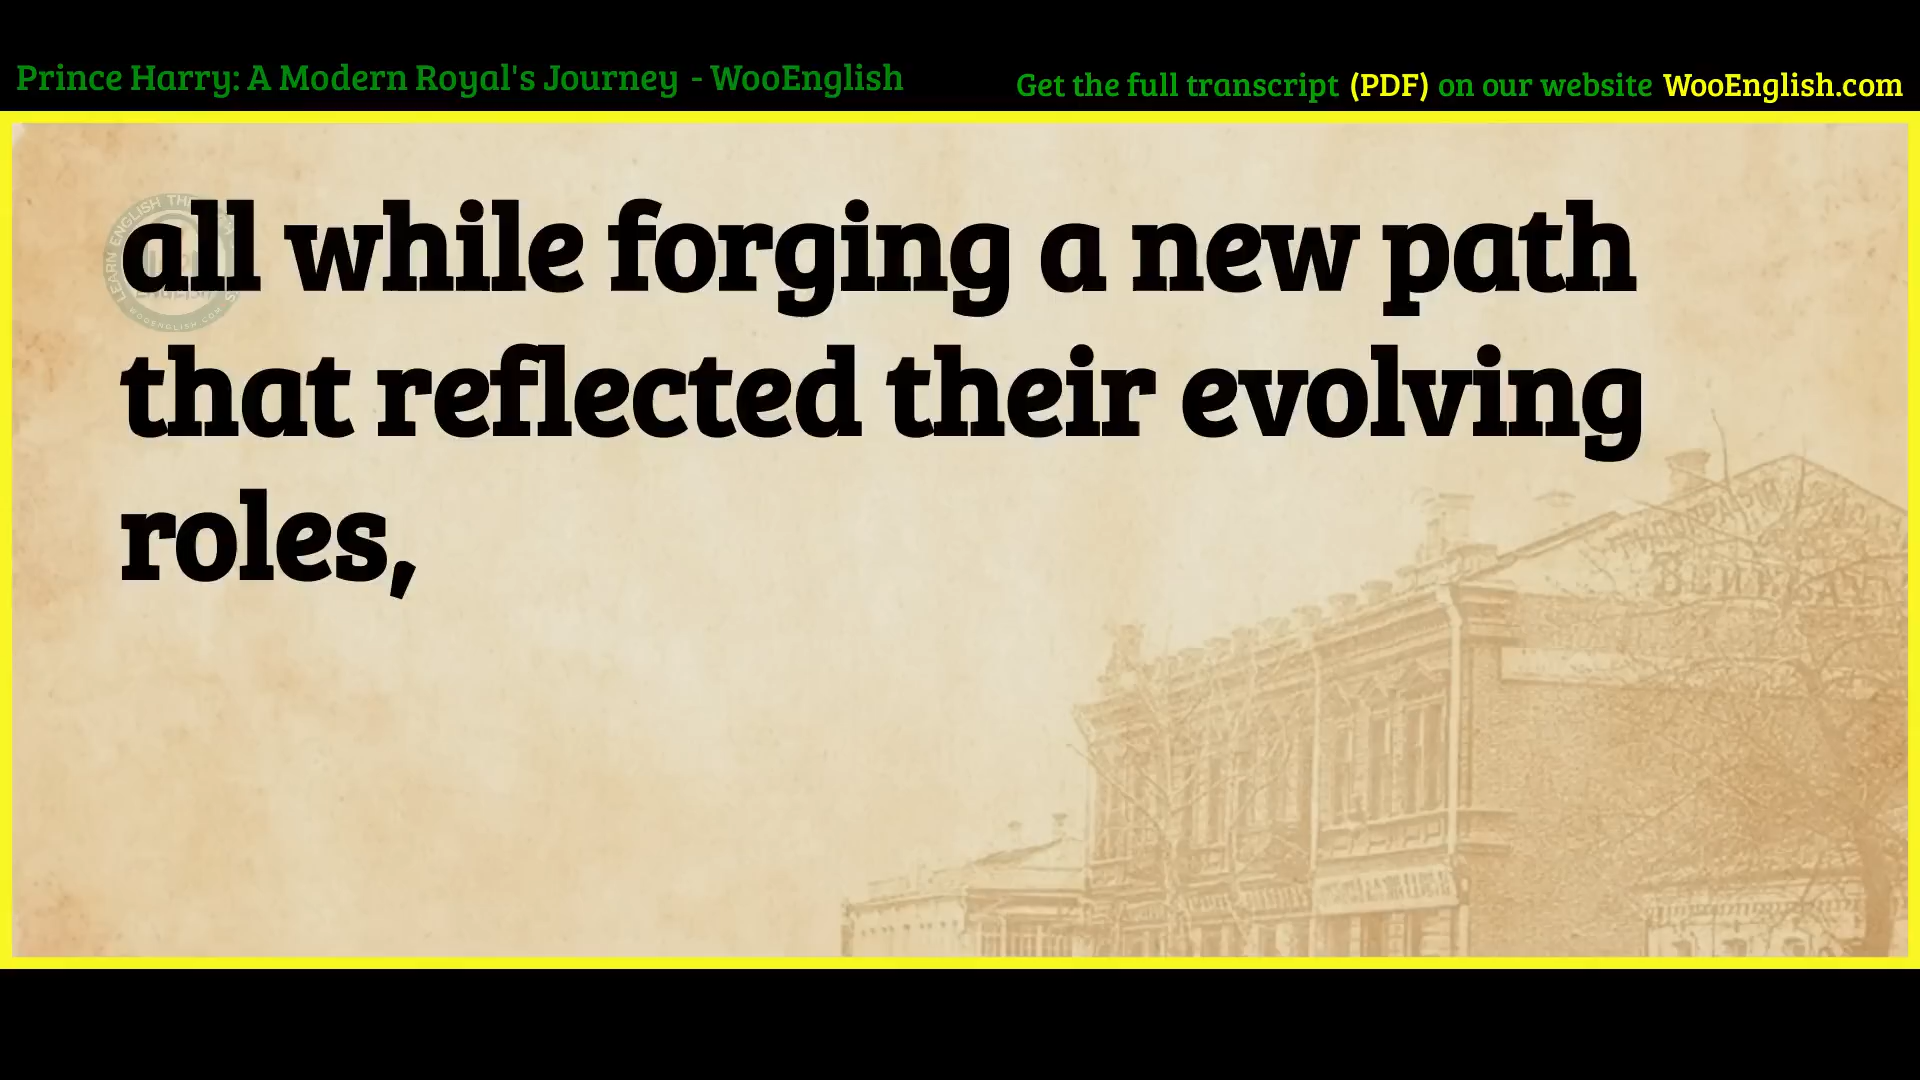 Prince Harry: A Modern Royal's Journey - WooEnglish
Get the full transcript (PDF) on our website WooEnglish.com
all while forging a new path
that reflected their evolving
roles,